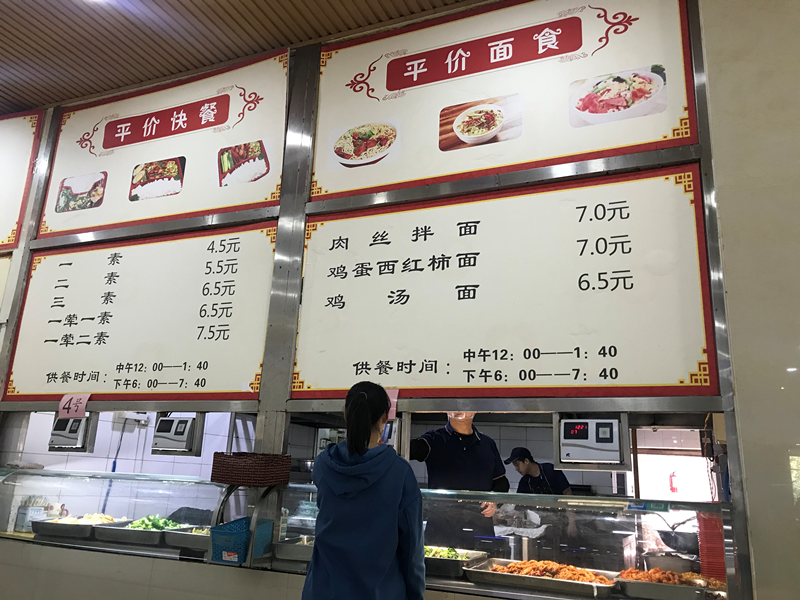 平价快餐
一 素 4.5元
二 素 5.5元
三 素 6.5元
一荤一素 6.5元
一荤二素 7.5元
供餐时间：中午12：00——1：40
下午6：00——7：40
4号
平价面食
肉丝拌面 7.0元
鸡蛋西红柿面 7.0元
鸡汤面 6.5元
供餐时间：中午12：00——1：40
下午6：00——7：40